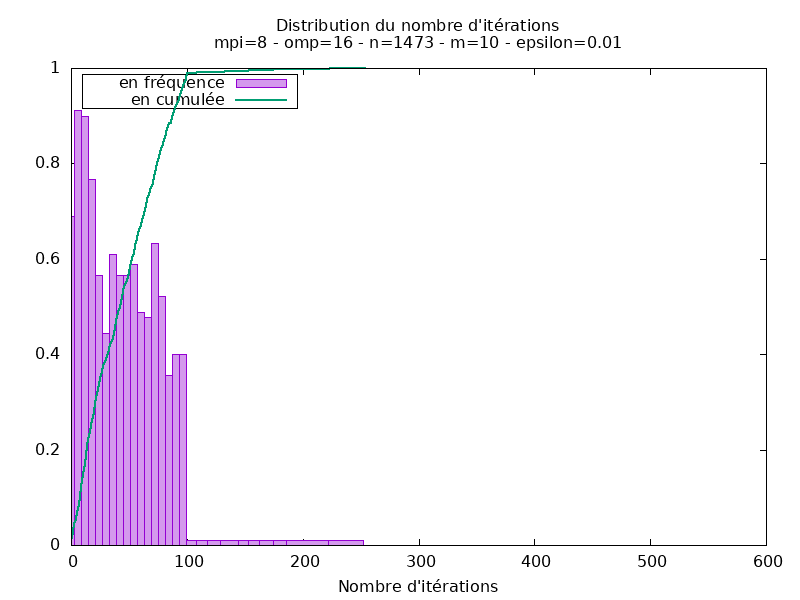 Distribution du nombre d'itérations
mpi=8 - omp=16 - n=1473 - m=10 - epsilon=0.01
en fréquence
en cumulée
1
0.8
0.6
0.4
0.2
0
0 100 200 300 400 500 600
Nombre d'itérations